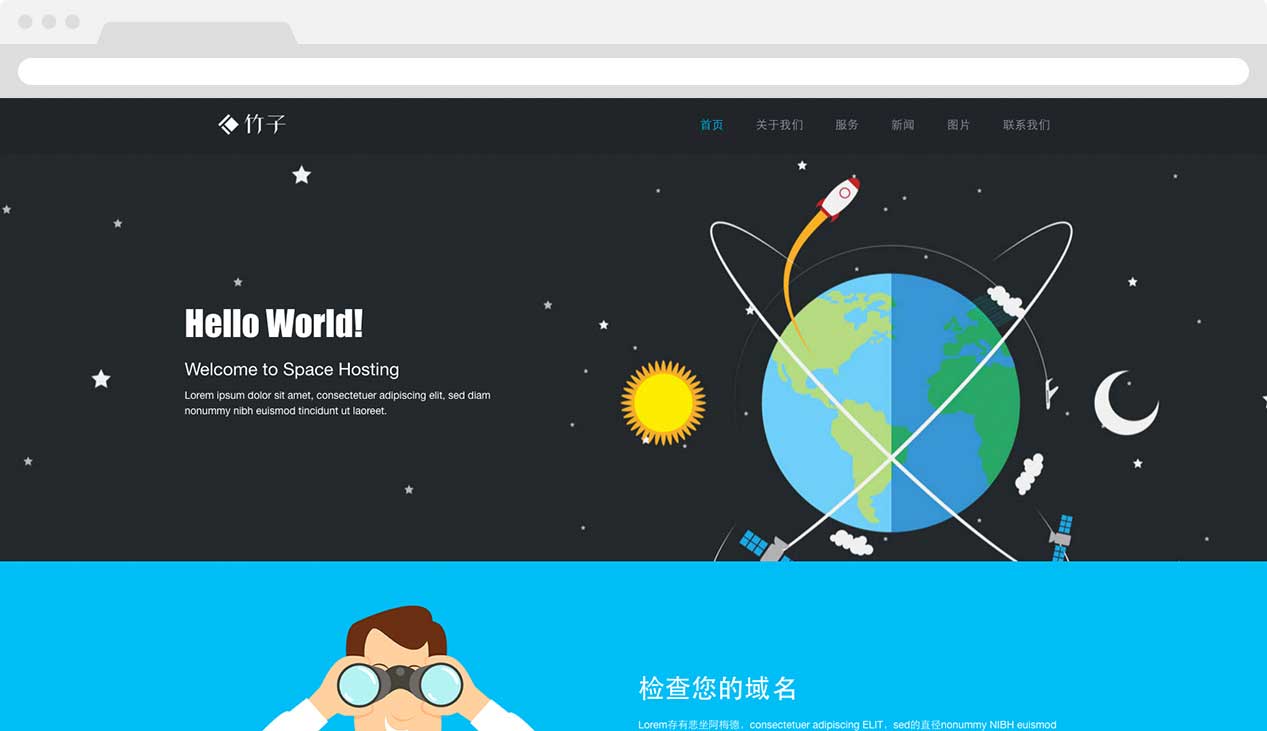 竹子
首页 关于我们 服务 新闻 图片 联系我们
Hello World!
Welcome to Space Hosting
Lorem ipsum dolor sit amet, consectetuer adipiscing elit, sed diam
nonummy nibh euismod tincidunt ut laoreet.
检查您的域名
Lorem存有悲坐阿梅德，consectetuer adipiscing ELIT，sed的直径nonummy NIBH euismod